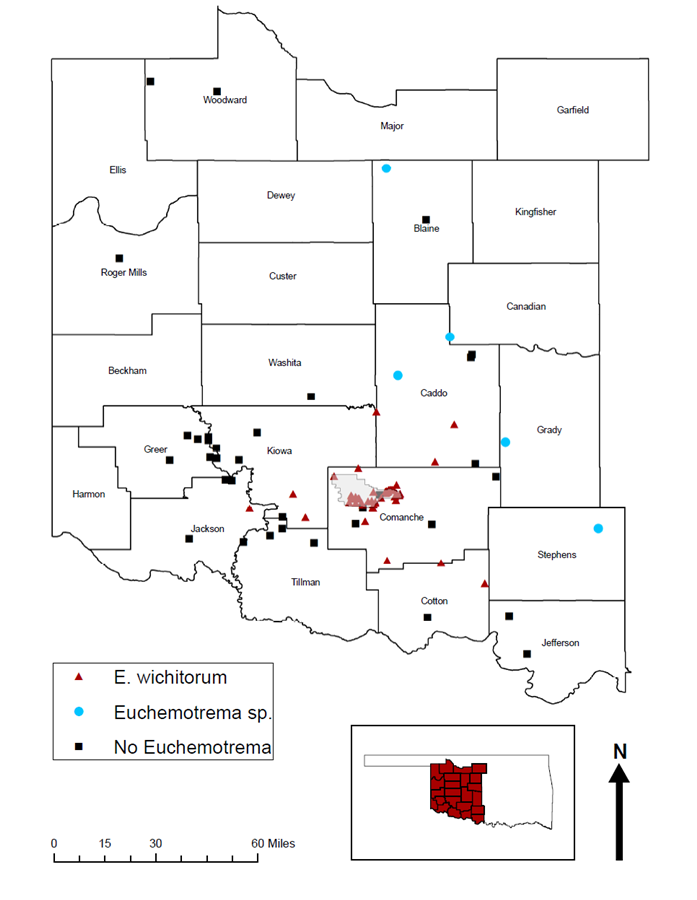 Woodward
Garfield
Major
Ellis
Dewey
Kingfisher
Blaine
Roger Mills
Custer
Canadian
Washita
Beckham
Caddo
Grady
Greer
Kiowa
Harmon
Comanche
Jackson
Stephens
Tillman
Cotton
Jefferson
E. wichitorum
Euchemotrema sp.
No Euchemotrema
N
0 15 30 60 Miles